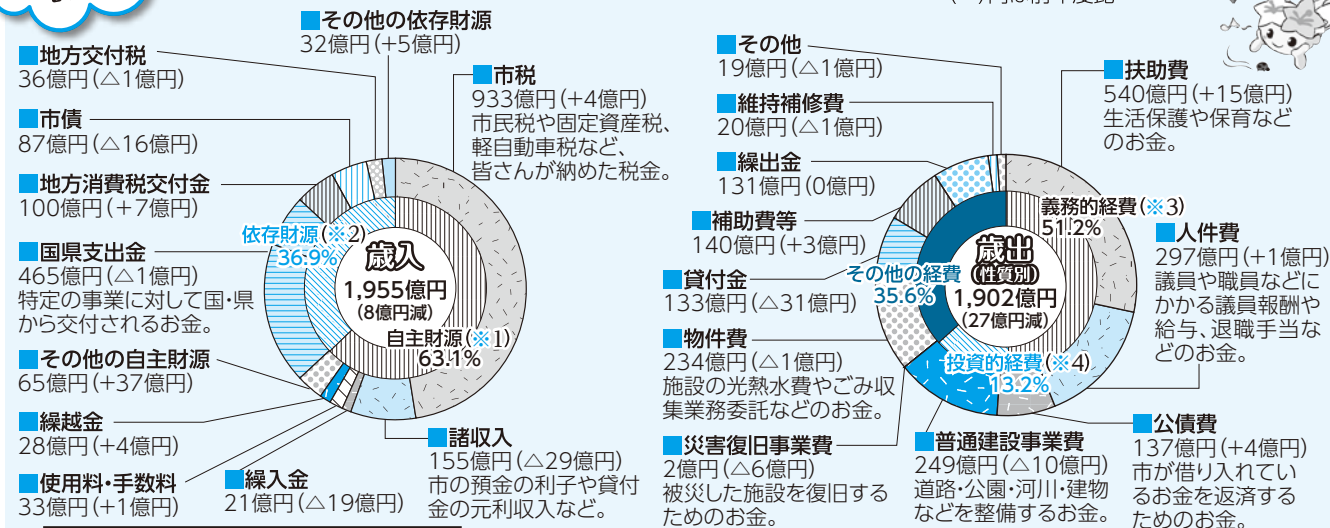 ■その他の依存財源
32億円(+5億円)
■地方交付税
36億円(△1億円)
■市債
87億円(△16億円)
■地方消費税交付金
100億円(+7億円)
■国県支出金
465億円(△1億円)
特定の事業に対して国・県
から交付されるお金。
■その他の自主財源
65億円(+37億円)
■繰越金
28億円(+4億円)
■使用料・手数料
33億円(+1億円)
■繰入金
21億円(△19億円)
■諸収入
155億円(△29億円)
市の預金の利子や貸付
金の元利収入など。
■市税
933億円(+4億円)
市民税や固定資産税、
軽自動車税など、
皆さんが納めた税金。
依存財源(※2)
36.9%
歳入
1,955億円
(8億円減)
自主財源(※1)
63.1%
■その他
19億円(△1億円)
■維持補修費
20億円(△1億円)
■繰出金
131億円(0億円)
■補助費等
140億円(+3億円)
■貸付金
133億円(△31億円)
■物件費
234億円(△1億円)
施設の光熱水費やごみ収
集業務委託などのお金。
■災害復旧事業費
2億円(△6億円)
被災した施設を復旧する
ためのお金。
■普通建設事業費
249億円(△10億円)
道路・公園・河川・建物
などを整備するお金。
■公債費
137億円(+4億円)
市が借り入れてい
るお金を返済する
ためのお金。
■人件費
297億円(+1億円)
議員や職員などに
かかる議員報酬や
給与、退職手当な
どのお金。
■扶助費
540億円(+15億円)
生活保護や保育など
のお金。
義務的経費(※3)
51.2%
その他の経費
35.6%
歳出
(性質別)
1,902億円
(27億円減)
投資的経費(※4)
13.2%